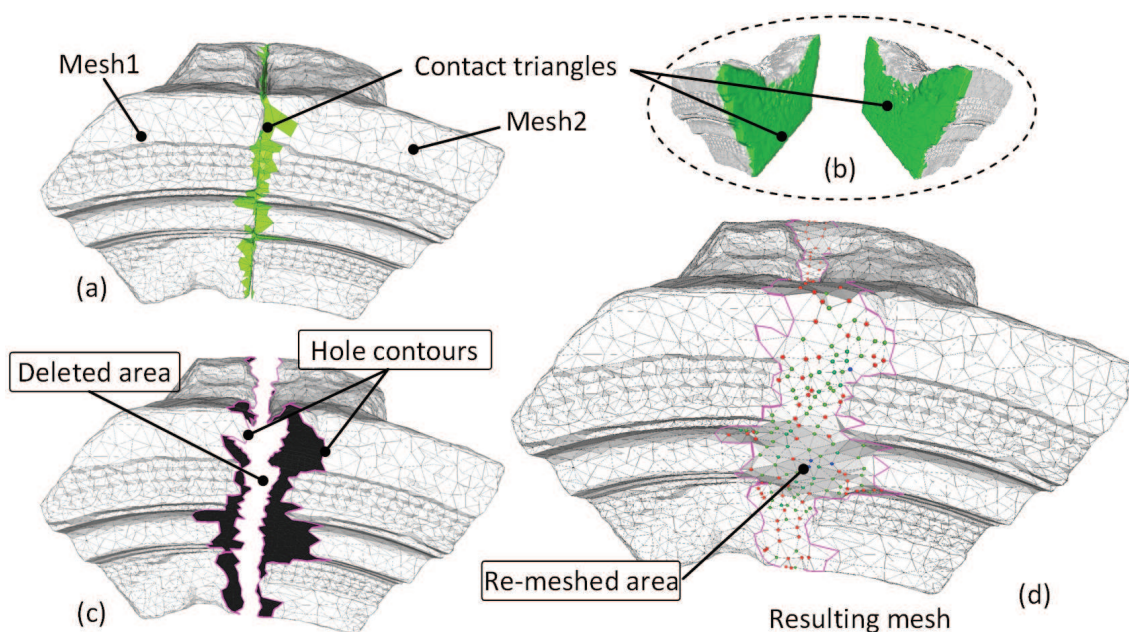 Mesh1
Contact triangles
Mesh2
(b)
(a)
Hole contours
Deleted area
Re-meshed area
(d)
(c)
Resulting mesh